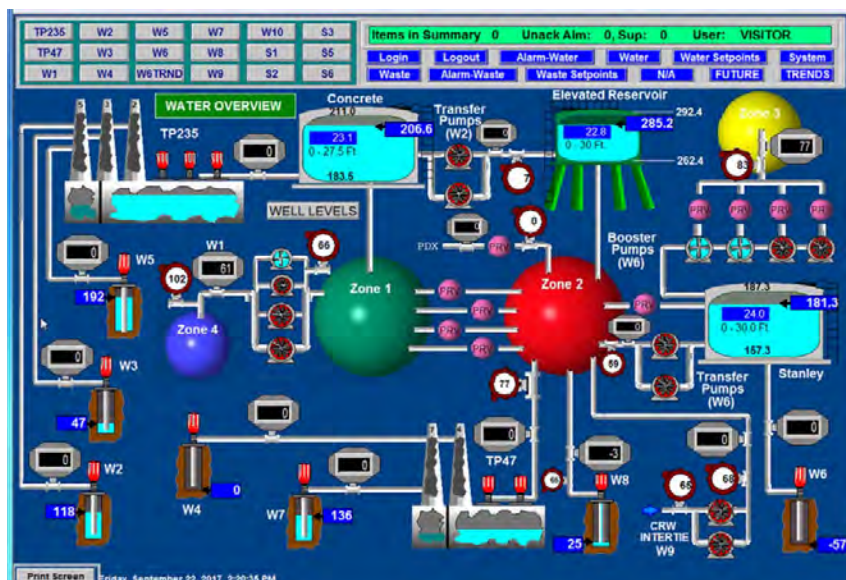 TP235 W2 W5 W7 W10 S3
TP47 W3 W6 W8 S1 S5
W1 W4 W6TRND W9 S2 S6
Items in Summary 0 Unack Alm: 0, Sup: 0 User: VISITOR
Login Logout Alarm-Water Water Water Setpoints System
Waste Alarm-Waste Waste Setpoints N/A FUTURE TRENDS
WATER OVERVIEW
TP235
0
Concrete
211.0
206.6
23.1
0 - 27.5 Ft.
183.5
Transfer
Pumps
(W2)
0
7
Elevated Reservoir
292.4
285.2
22.8
0 - 30 Ft.
262.4
Zone 3
77
83
PRV PRV PRV PRV
Booster
Pumps
(W6)
WELL LEVELS
PDX
PRV
0
W1
61
66
102
Zone 4
Zone 1
PRV
PRV
PRV
PRV
Zone 2
PRV
187.3
181.3
24.0
0 - 30.0 Ft.
157.3
Stanley
0
59
Transfer
Pumps
(W6)
0
W5
192
0
W3
47
0
W2
118
0
W4
0
0
W7
136
77
0
TP47
-3
W8
25
0
65
68
CRW
INTERTIE
W9
0
W6
-57
Print Screen
Friday, September 22, 2017, 2:20:35 PM